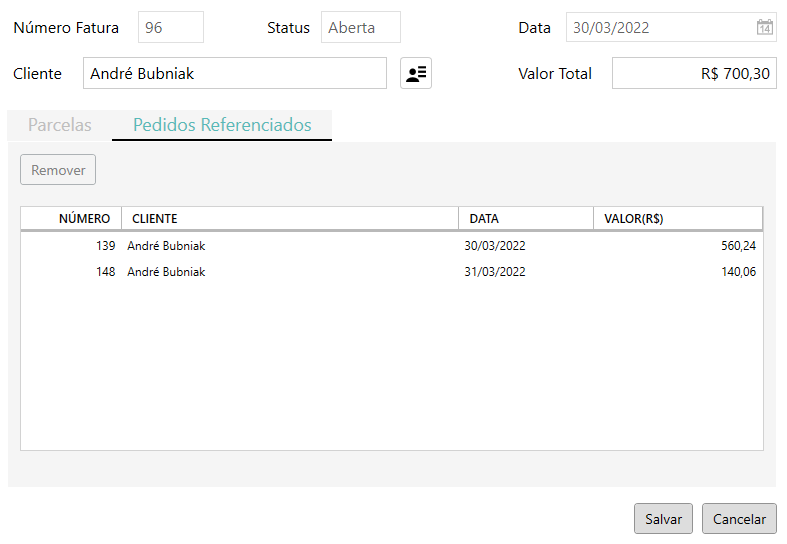 Número Fatura 96 Status Aberta Data 30/03/2022 14
Cliente André Bubniak Valor Total R$ 700,30
Parcelas Pedidos Referenciados
Remover
NÚMERO CLIENTE DATA VALOR(R$)
139 André Bubniak 30/03/2022 560,24
148 André Bubniak 31/03/2022 140,06
Salvar Cancelar